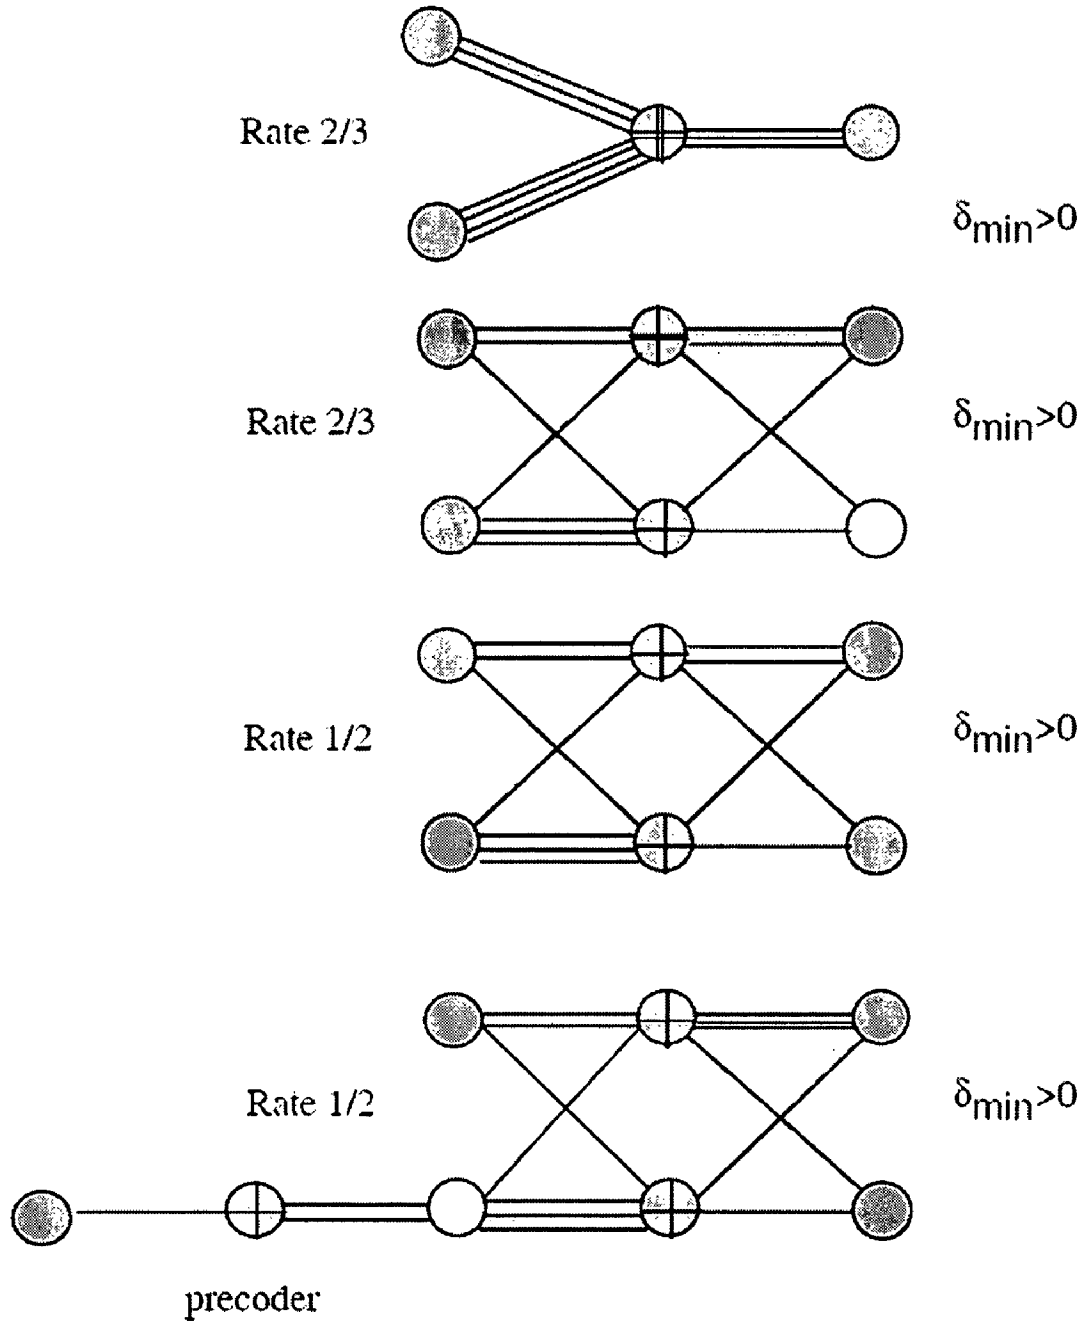 Rate 2/3
δmin>0
Rate 2/3
δmin>0
Rate 1/2
δmin>0
Rate 1/2
δmin>0
precoder